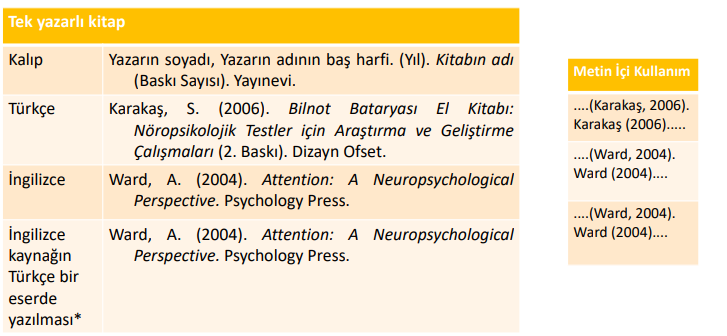 Tek yazarlı kitap
Kalıp
Yazarın soyadı, Yazarın adının baş harfi. (Yıl). Kitabın adı
(Baskı Sayısı). Yayınevi.
Türkçe
Karakaş, S. (2006). Bilnot Bataryası El Kitabı:
Nöropsikolojik Testler için Araştırma ve Geliştirme
Çalışmaları (2. Baskı). Dizayn Ofset.
İngilizce
Ward, A. (2004). Attention: A Neuropsychological
Perspective. Psychology Press.
İngilizce
kaynağın
Türkçe bir
eserde
yazılması*
Ward, A. (2004). Attention: A Neuropsychological
Perspective. Psychology Press.
Metin İçi Kullanım
....(Karakaş, 2006).
Karakaş (2006).....
....(Ward, 2004).
Ward (2004)....
....(Ward, 2004).
Ward (2004)....